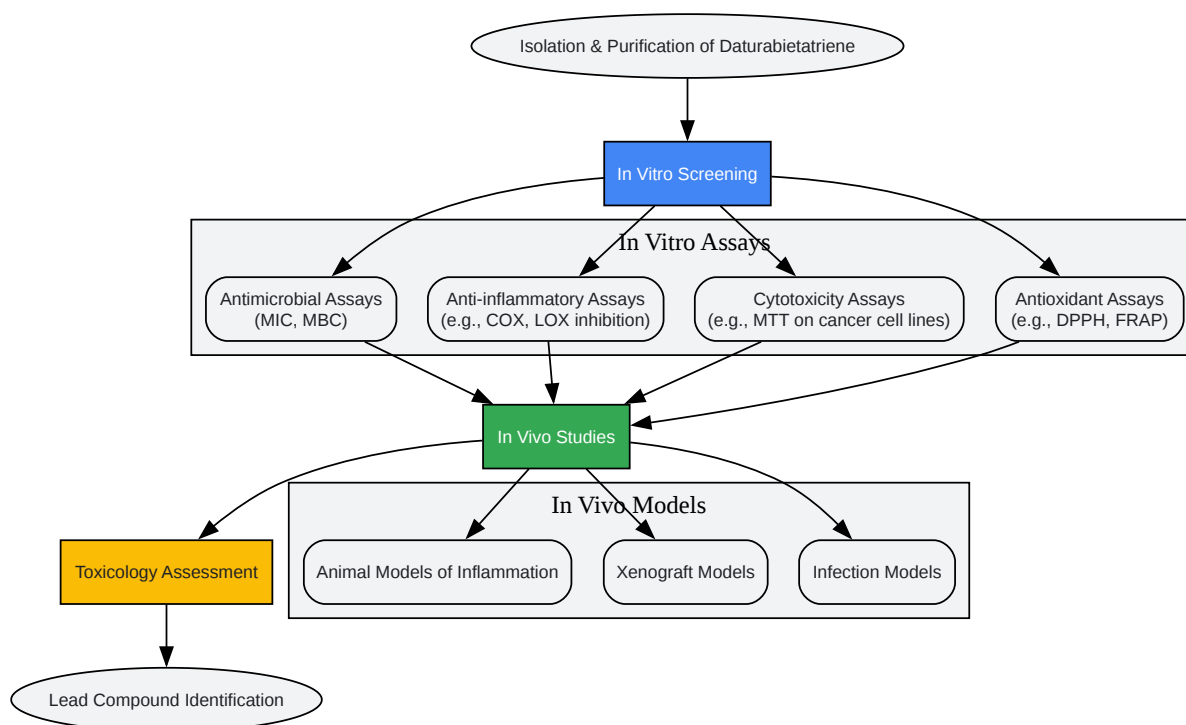 Isolation & Purification of Daturabietatriene
In Vitro Screening
In Vitro Assays
Antimicrobial Assays
(MIC, MBC)
Anti-inflammatory Assays
(e.g., COX, LOX inhibition)
Cytotoxicity Assays
(e.g., MTT on cancer cell lines)
Antioxidant Assays
(e.g., DPPH, FRAP)
In Vivo Studies
In Vivo Models
Toxicology Assessment
Animal Models of Inflammation
Xenograft Models
Infection Models
Lead Compound Identification